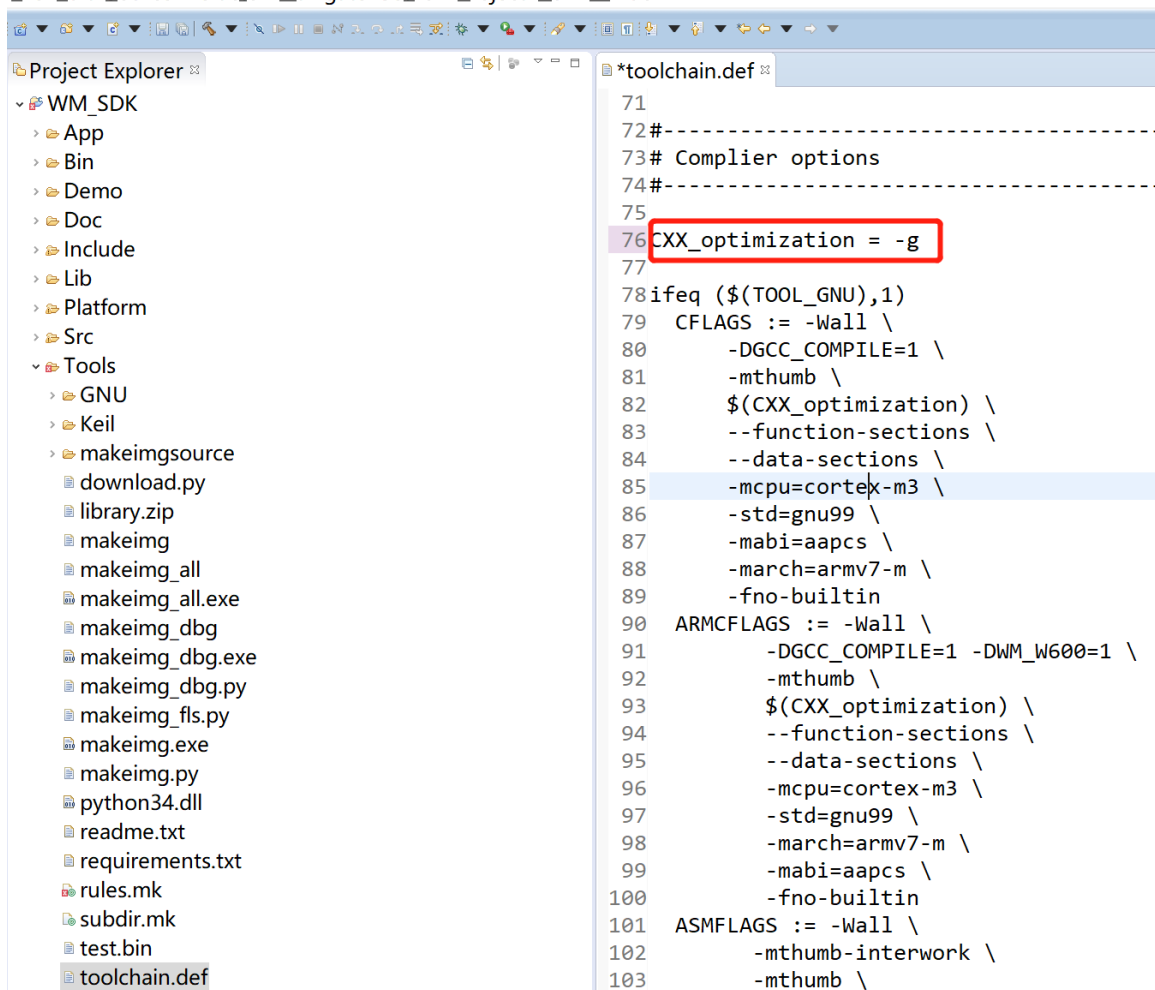 Project Explorer
WM_SDK
App
Bin
Demo
Doc
Include
Lib
Platform
Src
Tools
GNU
Keil
makeimgsource
download.py
library.zip
makeimg
makeimg_all
makeimg_all.exe
makeimg_dbg
makeimg_dbg.exe
makeimg_dbg.py
makeimg_fls.py
makeimg.exe
makeimg.py
python34.dll
readme.txt
requirements.txt
rules.mk
subdir.mk
test.bin
toolchain.def
*toolchain.def
71
72 #---------------------------------------
73 # Complier options
74 #---------------------------------------
75
76 CXX_optimization = -g
77
78 ifeq ($(TOOL_GNU),1)
79   CFLAGS := -Wall \
80       -DGCC_COMPILE=1 \
81       -mthumb \
82       $(CXX_optimization) \
83       --function-sections \
84       --data-sections \
85       -mcpu=cortex-m3 \
86       -std=gnu99 \
87       -mabi=aapcs \
88       -march=armv7-m \
89       -fno-builtin
90   ARMCFLAGS := -Wall \
91          -DGCC_COMPILE=1 -DWM_W600=1 \
92          -mthumb \
93          $(CXX_optimization) \
94          --function-sections \
95          --data-sections \
96          -mcpu=cortex-m3 \
97          -std=gnu99 \
98          -march=armv7-m \
99          -mabi=aapcs \
100          -fno-builtin
101   ASMFLAGS := -Wall \
102         -mthumb-interwork \
103         -mthumb \